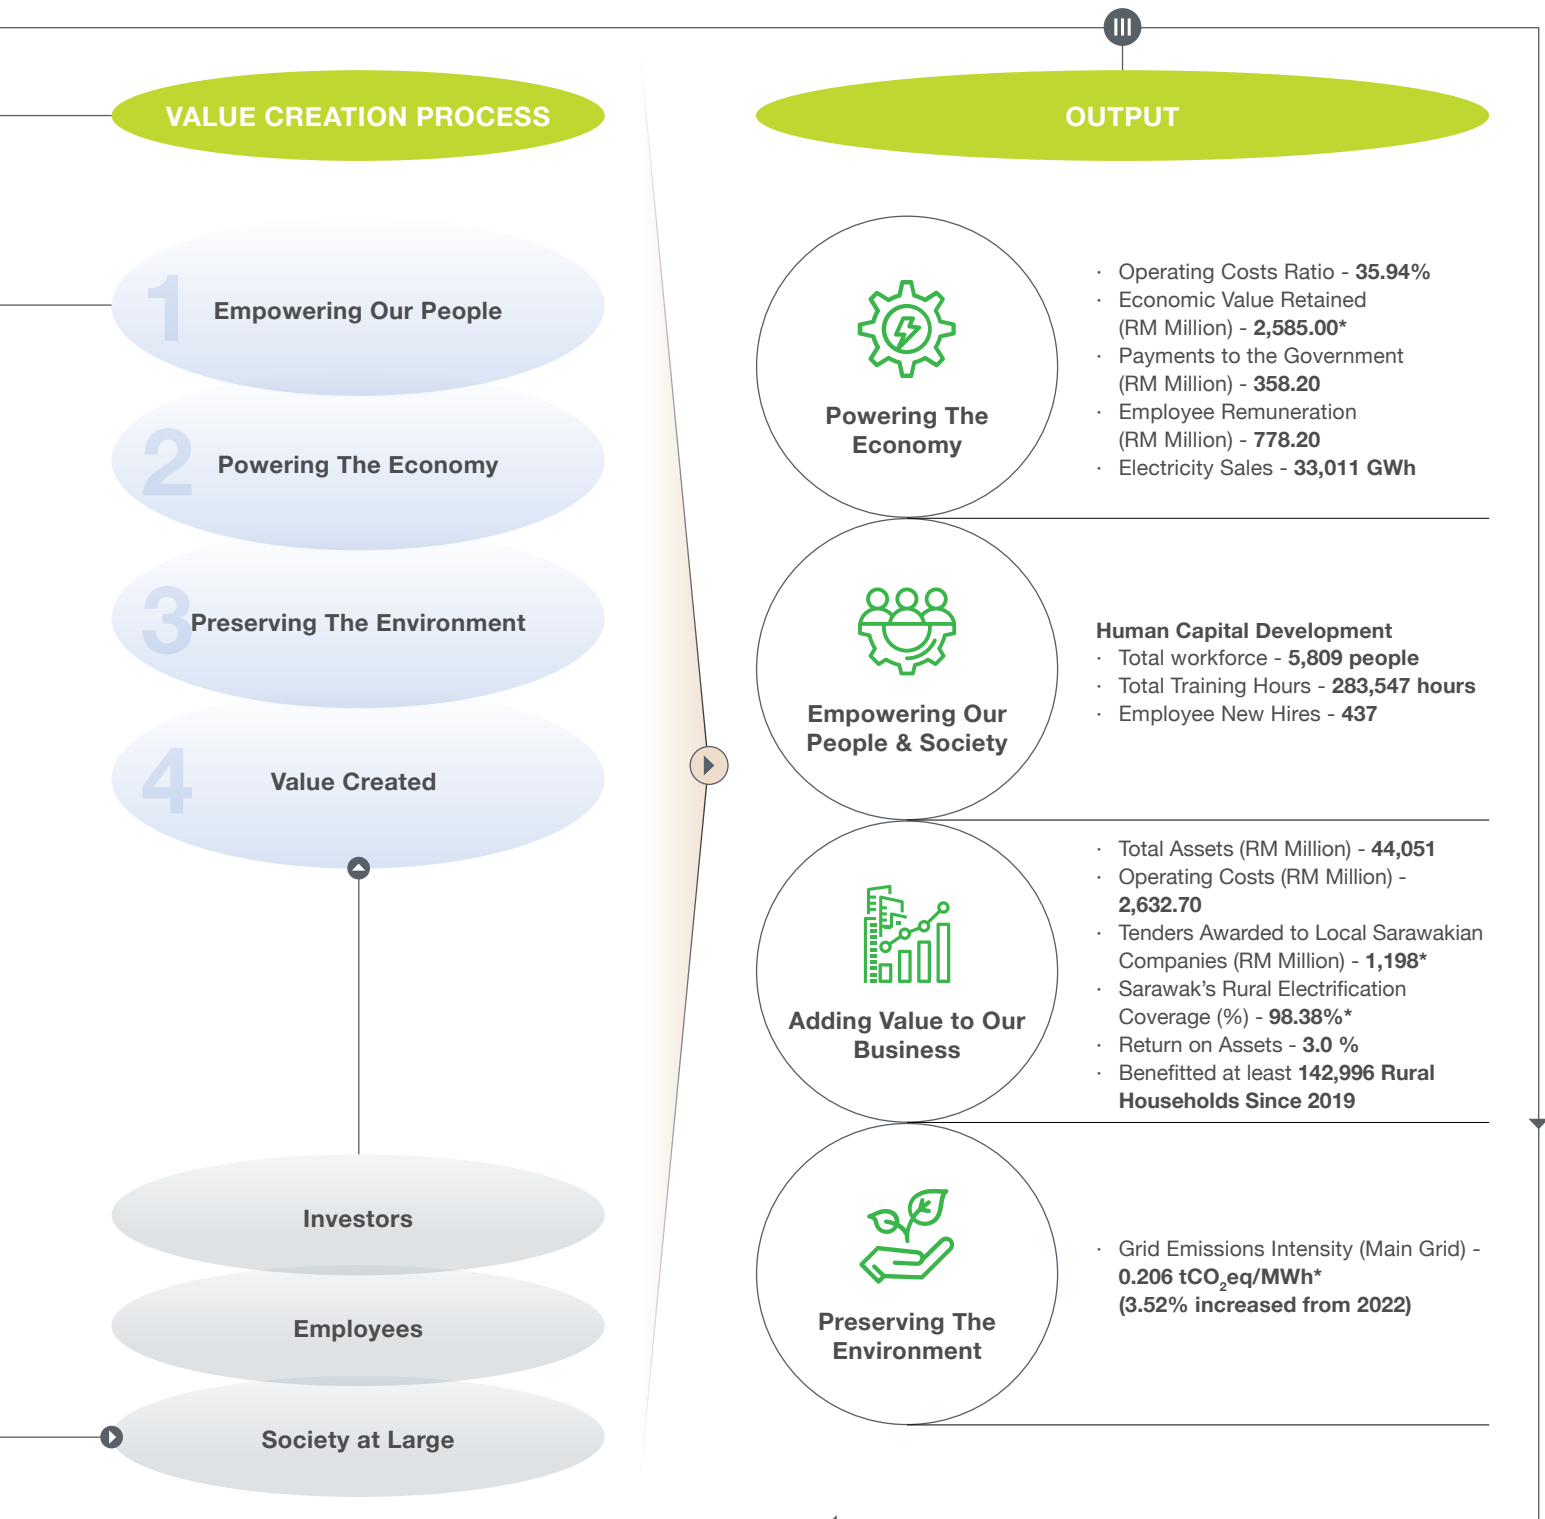 III
VALUE CREATION PROCESS
1
Empowering Our People
2
Powering The Economy
3
Preserving The Environment
4
Value Created
Investors
Employees
Society at Large
OUTPUT
Powering The
Economy
· Operating Costs Ratio - 35.94%
· Economic Value Retained
(RM Million) - 2,585.00*
· Payments to the Government
(RM Million) - 358.20
· Employee Remuneration
(RM Million) - 778.20
· Electricity Sales - 33,011 GWh
Empowering Our
People & Society
Human Capital Development
· Total workforce - 5,809 people
· Total Training Hours - 283,547 hours
· Employee New Hires - 437
Adding Value to Our
Business
· Total Assets (RM Million) - 44,051
· Operating Costs (RM Million) -
2,632.70
· Tenders Awarded to Local Sarawakian
Companies (RM Million) - 1,198*
· Sarawak’s Rural Electrification
Coverage (%) - 98.38%*
· Return on Assets - 3.0 %
· Benefitted at least 142,996 Rural
Households Since 2019
Preserving The
Environment
· Grid Emissions Intensity (Main Grid) -
0.206 tCO₂eq/MWh*
(3.52% increased from 2022)